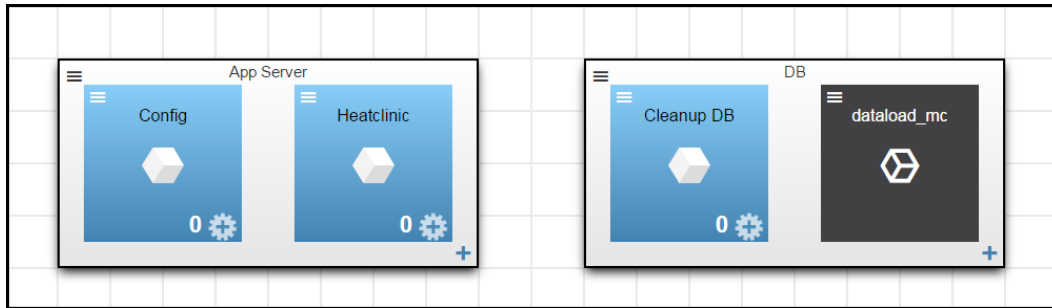 App Server
Config
Heatclinic
0
0
DB
Cleanup DB
dataload_mc
0